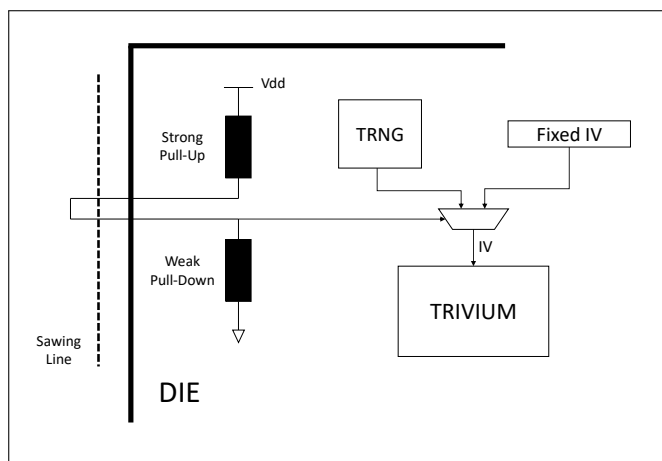 Vdd
Strong
Pull-Up
TRNG
Fixed IV
IV
Weak
Pull-Down
TRIVIUM
Sawing
Line
DIE